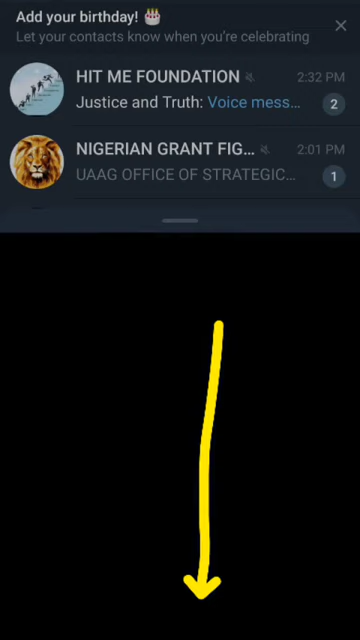 Add your birthday! 🎂
Let your contacts know when you're celebrating
HIT ME FOUNDATION 2:32 PM
Justice and Truth: Voice mess... 2
NIGERIAN GRANT FIG... 2:01 PM
UAAG OFFICE OF STRATEGIC... 1